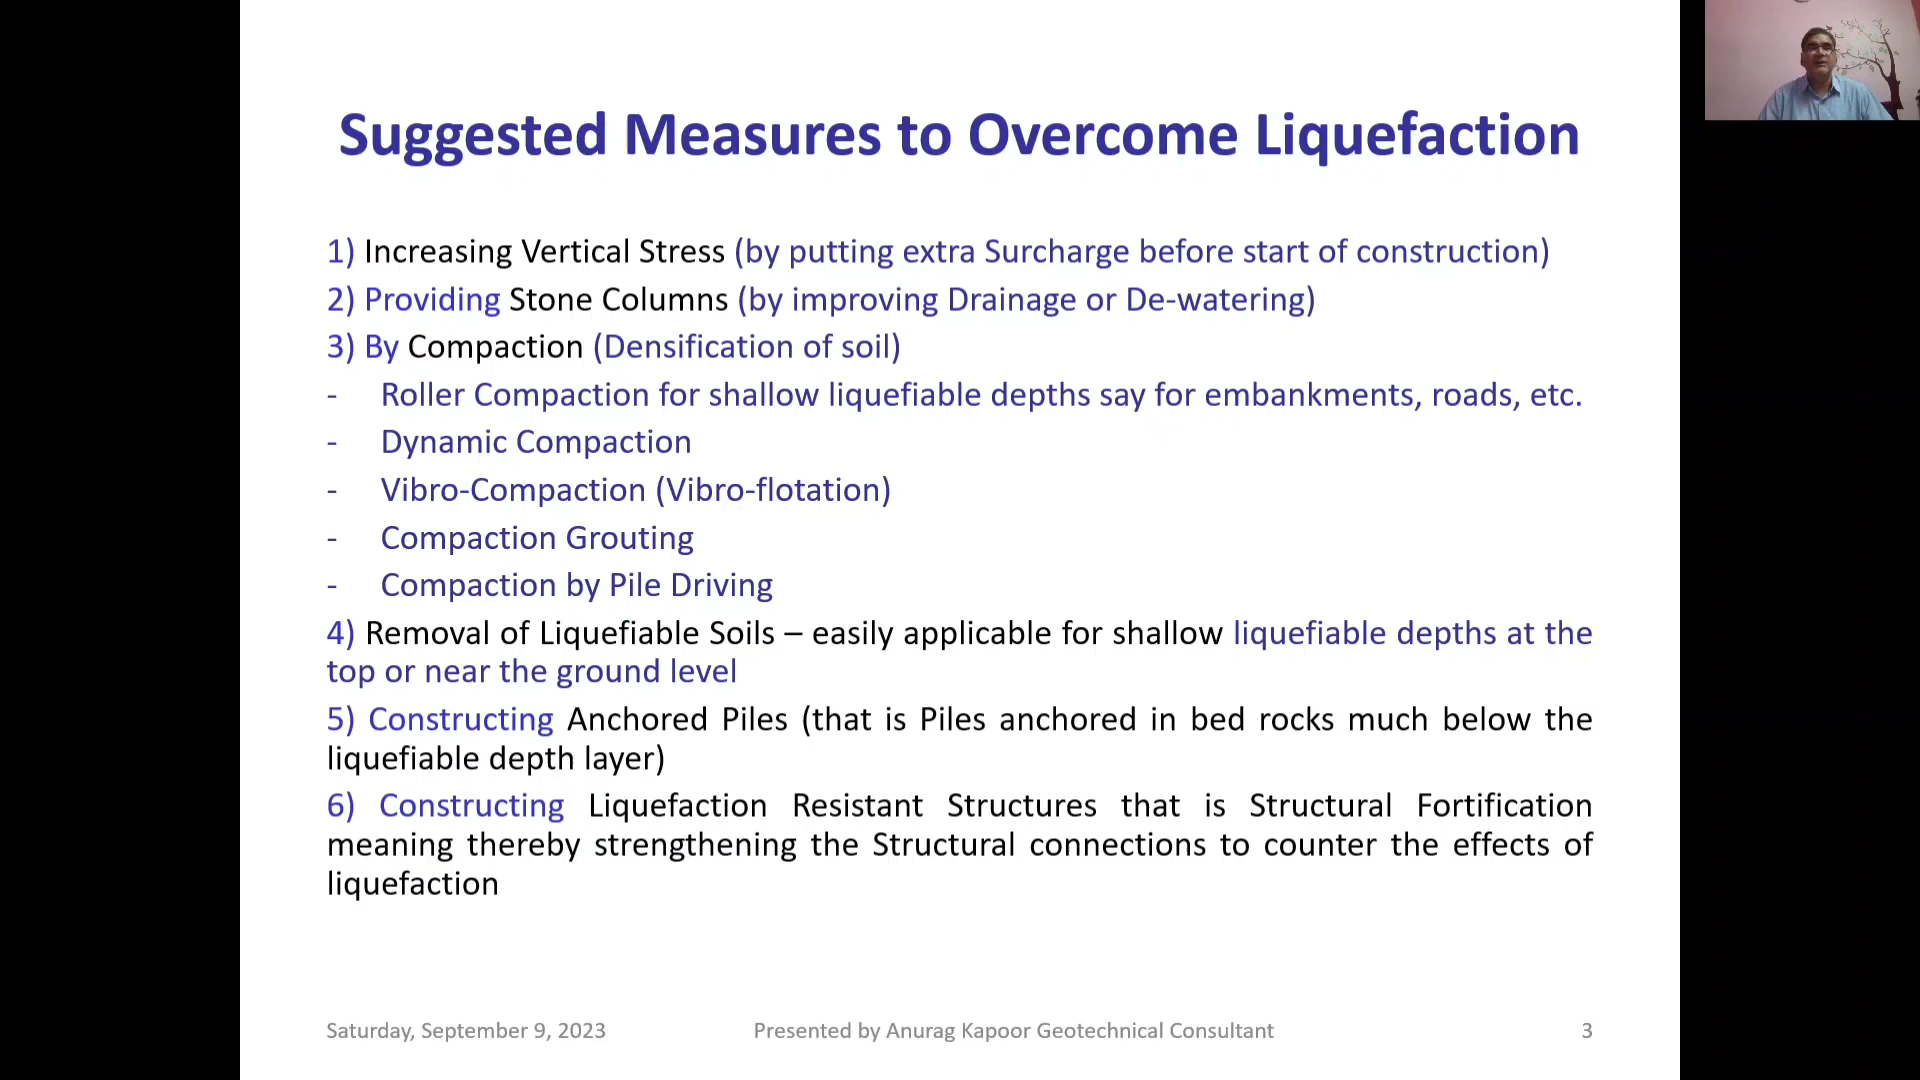 Suggested Measures to Overcome Liquefaction
1) Increasing Vertical Stress (by putting extra Surcharge before start of construction)
2) Providing Stone Columns (by improving Drainage or De-watering)
3) By Compaction (Densification of soil)
- Roller Compaction for shallow liquefiable depths say for embankments, roads, etc.
- Dynamic Compaction
- Vibro-Compaction (Vibro-flotation)
- Compaction Grouting
- Compaction by Pile Driving
4) Removal of Liquefiable Soils – easily applicable for shallow liquefiable depths at the
top or near the ground level
5) Constructing Anchored Piles (that is Piles anchored in bed rocks much below the
liquefiable depth layer)
6) Constructing Liquefaction Resistant Structures that is Structural Fortification
meaning thereby strengthening the Structural connections to counter the effects of
liquefaction
Saturday, September 9, 2023 Presented by Anurag Kapoor Geotechnical Consultant 3